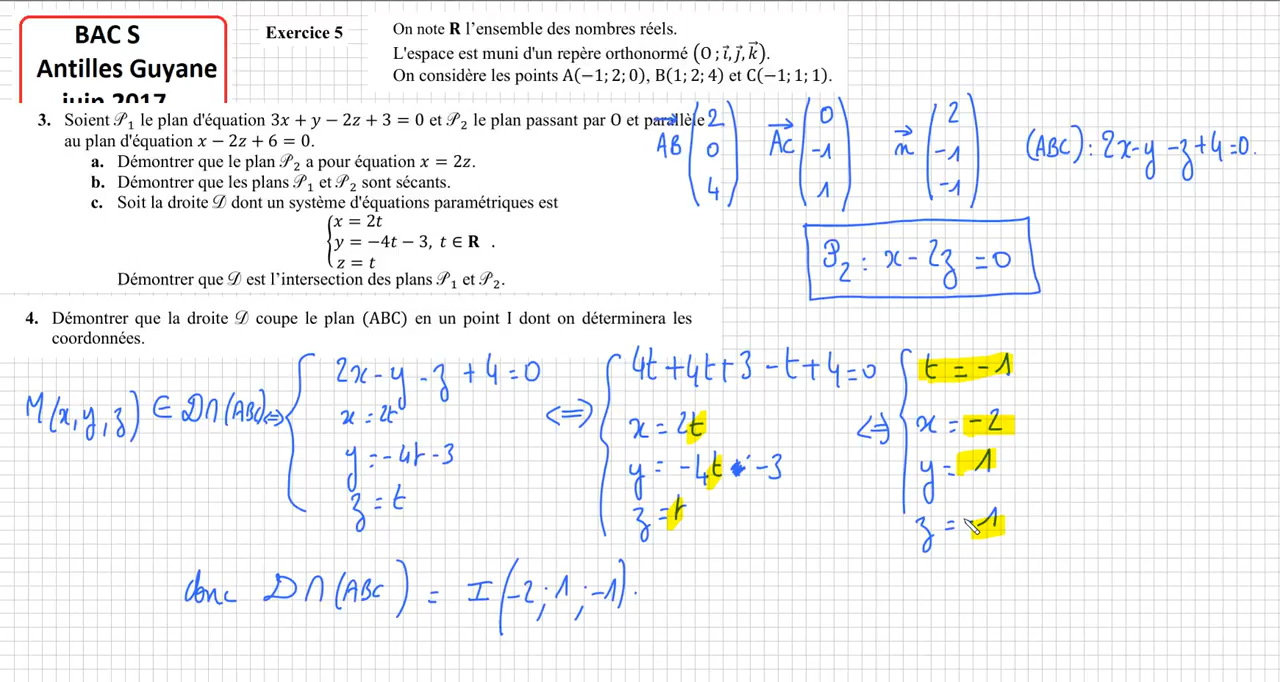 BAC S
Antilles Guyane
juin 2017
Exercice 5
On note R l'ensemble des nombres réels.
L'espace est muni d'un repère orthonormé (O ; i⃗, j⃗, k⃗).
On considère les points A(−1; 2; 0), B(1; 2; 4) et C(−1; 1; 1).
3. Soient 𝒫₁ le plan d'équation 3x + y − 2z + 3 = 0 et 𝒫₂ le plan passant par O et parallèle
au plan d'équation x − 2z + 6 = 0.
a. Démontrer que le plan 𝒫₂ a pour équation x = 2z.
b. Démontrer que les plans 𝒫₁ et 𝒫₂ sont sécants.
c. Soit la droite 𝒟 dont un système d'équations paramétriques est
{ x = 2t
y = −4t − 3, t ∈ R .
z = t
Démontrer que 𝒟 est l'intersection des plans 𝒫₁ et 𝒫₂.
AB⃗ (2 0 4) AC⃗ (0 -1 1) n⃗ (2 -1 -1) (ABC) : 2x-y-z+4=0.
P₂ : x - 2z = 0
4. Démontrer que la droite 𝒟 coupe le plan (ABC) en un point I dont on déterminera les
coordonnées.
M(x,y,z) ∈ D∩(ABC) ⇔ { 2x - y - z + 4 = 0
x = 2t
y = -4t - 3
z = t
⇔ { 4t + 4t + 3 - t + 4 = 0
x = 2t
y = -4t - 3
z = t
⇔ { t = -1
x = -2
y = 1
z = -1
donc D∩(ABC) = I(-2 ; 1 ; -1).